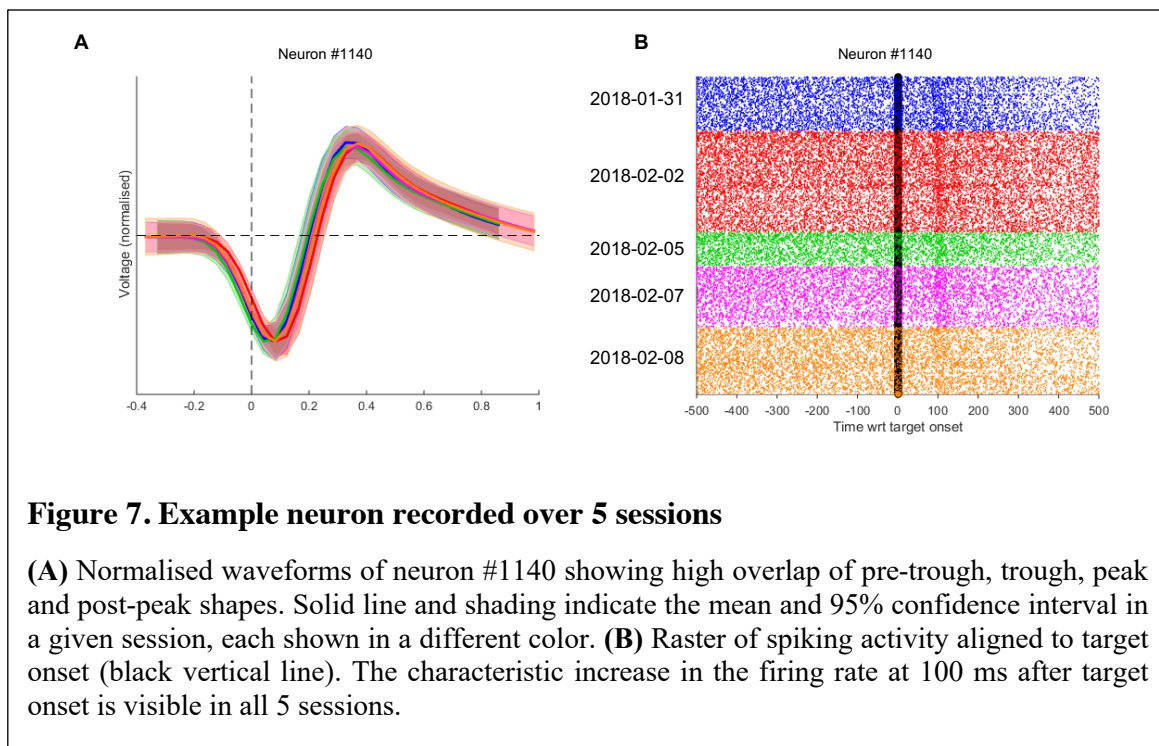 A
Neuron #1140
Voltage (normalised)
-0.4 -0.2 0 0.2 0.4 0.6 0.8 1
B
Neuron #1140
2018-01-31
2018-02-02
2018-02-05
2018-02-07
2018-02-08
-500 -400 -300 -200 -100 0 100 200 300 400 500
Time wrt target onset
Figure 7. Example neuron recorded over 5 sessions
(A) Normalised waveforms of neuron #1140 showing high overlap of pre-trough, trough, peak
and post-peak shapes. Solid line and shading indicate the mean and 95% confidence interval in
a given session, each shown in a different color. (B) Raster of spiking activity aligned to target
onset (black vertical line). The characteristic increase in the firing rate at 100 ms after target
onset is visible in all 5 sessions.